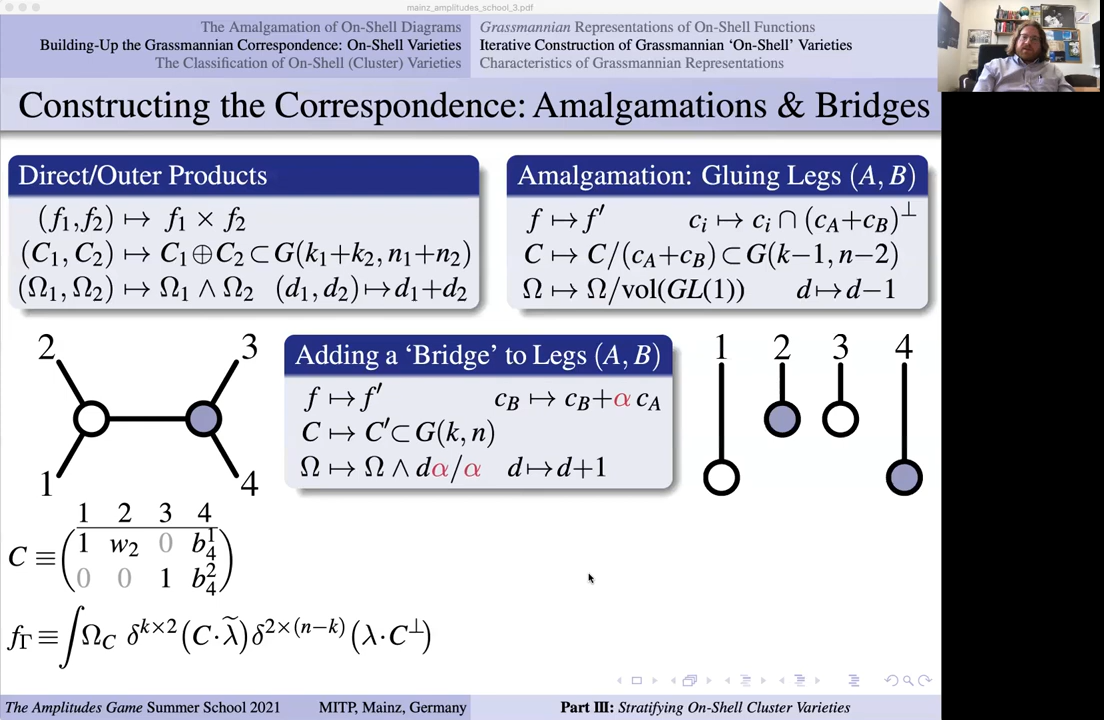 mainz_amplitudes_school_3.pdf
The Amalgamation of On-Shell Diagrams
Building-Up the Grassmannian Correspondence: On-Shell Varieties
The Classification of On-Shell (Cluster) Varieties
Grassmannian Representations of On-Shell Functions
Iterative Construction of Grassmannian ‘On-Shell’ Varieties
Characteristics of Grassmannian Representations
Constructing the Correspondence: Amalgamations & Bridges
Direct/Outer Products
(f₁,f₂) ↦ f₁ × f₂
(C₁,C₂) ↦ C₁⊕C₂⊂G(k₁+k₂,n₁+n₂)
(Ω₁,Ω₂) ↦ Ω₁ ∧ Ω₂ (d₁,d₂)↦d₁+d₂
Amalgamation: Gluing Legs (A,B)
f ↦ f′ cᵢ ↦ cᵢ ∩ (c_A+c_B)^⊥
C ↦ C/(c_A+c_B)⊂G(k−1,n−2)
Ω ↦ Ω/vol(GL(1)) d↦d−1
2 3
1 4
Adding a ‘Bridge’ to Legs (A,B)
f ↦ f′ c_B ↦ c_B+α c_A
C ↦ C′⊂G(k,n)
Ω ↦ Ω ∧ dα/α d↦d+1
1 2 3 4
1 2 3 4
C ≡ (1 w₂ 0 b₄¹
0 0 1 b₄²)
f_Γ ≡ ∫Ω_C δ^{k×2}(C·λ̃)δ^{2×(n−k)}(λ·C^⊥)
The Amplitudes Game Summer School 2021 MITP, Mainz, Germany Part III: Stratifying On-Shell Cluster Varieties